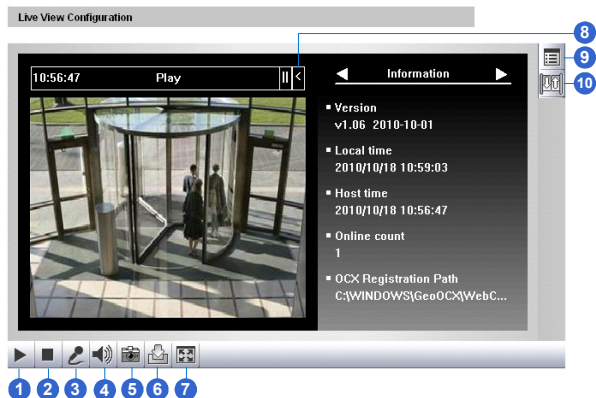 Live View Configuration
10:56:47 Play || <
Information
Version
v1.06 2010-10-01
Local time
2010/10/18 10:59:03
Host time
2010/10/18 10:56:47
Online count
1
OCX Registration Path
C:\WINDOWS\GeoOCX\WebC...
8
9
10
1 2 3 4 5 6 7